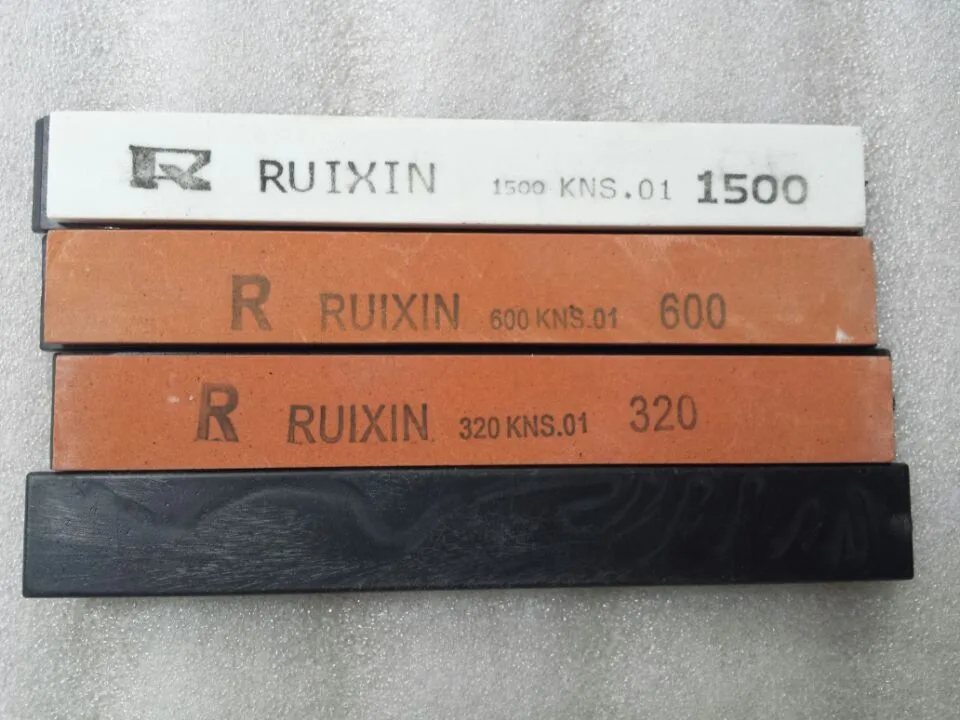 R RUIXIN 1500 KNS.01 1500
R RUIXIN 600 KNS.01 600
R RUIXIN 320 KNS.01 320